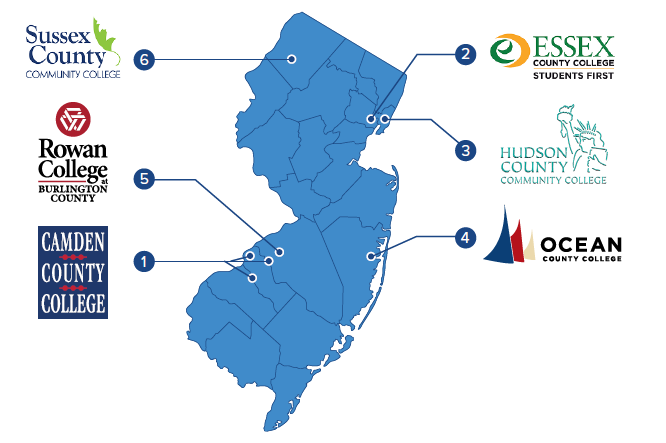 Sussex
County
COMMUNITY COLLEGE
6
2
ESSEX
COUNTY COLLEGE
STUDENTS FIRST
Rowan
College
at
BURLINGTON
COUNTY
5
3
HUDSON
COUNTY
COMMUNITY COLLEGE
CAMDEN
COUNTY
COLLEGE
1
4
OCEAN
COUNTY COLLEGE